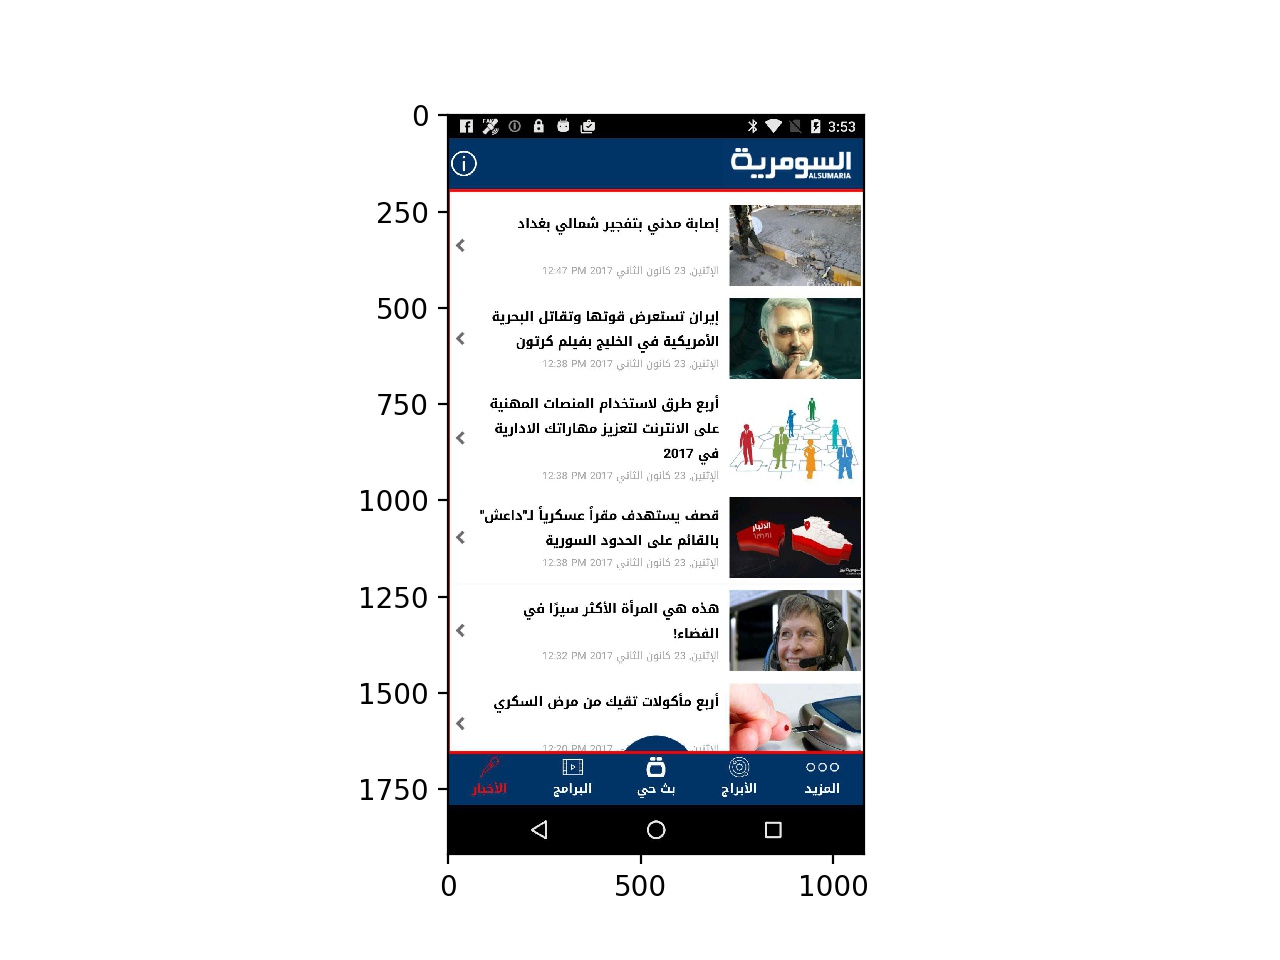 0
250
500
750
1000
1250
1500
1750
3:53
السومرية
ALSUMARIA
إصابة مدني بتفجير شمالي بغداد
الإثنين, 23 كانون الثاني 2017 12:47 PM
إيران تستعرض قوتها وتقاتل البحرية
الأمريكية في الخليج بفيلم كرتون
الإثنين, 23 كانون الثاني 2017 12:38 PM
أربع طرق لاستخدام المنصات المهنية
على الانترنت لتعزيز مهاراتك الادارية
في 2017
الإثنين, 23 كانون الثاني 2017 12:38 PM
قصف يستهدف مقراً عسكرياً لـ"داعش"
بالقائم على الحدود السورية
الإثنين, 23 كانون الثاني 2017 12:38 PM
الانبار
هذه هي المرأة الأكثر سيرًا في
الفضاء!
الإثنين, 23 كانون الثاني 2017 12:32 PM
أربع مأكولات تقيك من مرض السكري
الإثنين, 2017 12:20 PM
الأخبار
البرامج
بث حي
الأبراج
المزيد
0
500
1000